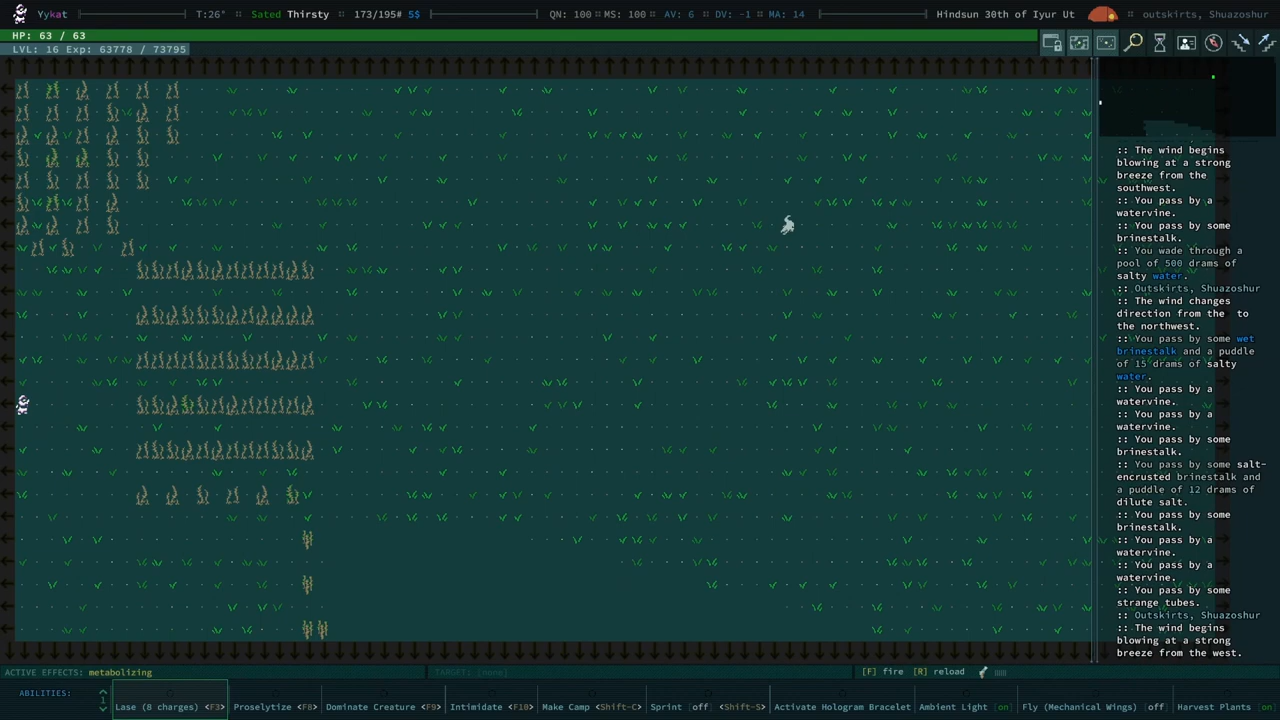 Yykat T:26° Sated Thirsty 173/195# 5$ QN: 100 MS: 100 AV: 6 DV: -1 MA: 14 Hindsun 30th of Iyur Ut outskirts, Shuazoshur
HP: 63 / 63
LVL: 16 Exp: 63778 / 73795
:: The wind begins
blowing at a strong
breeze from the
southwest.
:: You pass by a
watervine.
:: You pass by some
brinestalk.
:: You wade through a
pool of 500 drams of
salty water.
:: Outskirts, Shuazoshur
:: The wind changes
direction from the to
the northwest.
:: You pass by some wet
brinestalk and a puddle
of 15 drams of salty
water.
:: You pass by a
watervine.
:: You pass by a
watervine.
:: You pass by some
brinestalk.
:: You pass by some salt-
encrusted brinestalk and
a puddle of 12 drams of
dilute salt.
:: You pass by some
brinestalk.
:: You pass by a
watervine.
:: You pass by a
watervine.
:: You pass by some
strange tubes.
:: Outskirts, Shuazoshur
:: The wind begins
blowing at a strong
breeze from the west.
ACTIVE EFFECTS: metabolizing TARGET: [none] [F] fire [R] reload
ABILITIES: 1 Lase (8 charges) <F3> Proselytize <F8> Dominate Creature <F9> Intimidate <F10> Make Camp <Shift-C> Sprint [off] <Shift-S> Activate Hologram Bracelet Ambient Light [on] Fly (Mechanical Wings) [off] Harvest Plants [on]